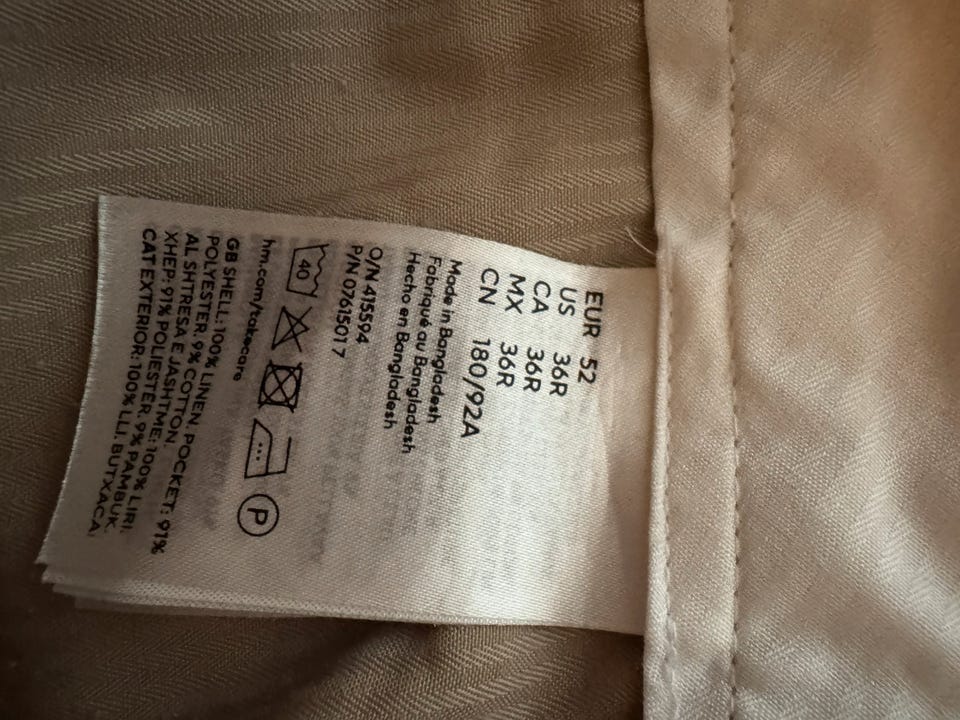 EUR 52
US 36R
CA 36R
MX 36R
CN 180/92A
Made in Bangladesh
Fabriqué au Bangladesh
Hecho en Bangladesh
O/N 415594
P/N 07615017
40
P
hm.com/takecare
GB SHELL: 100% LINEN. POCKET: 91%
POLYESTER. 9% COTTON.
AL SHTRESA E JASHTME: 100% LIRI.
XHEP: 91% POLIESTER. 9% PAMBUK.
CAT EXTERIOR: 100% LLI. BUTXACA: